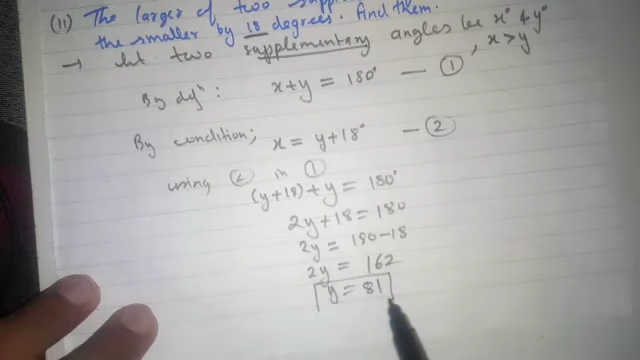 (11) The larger of two supp
the smaller by 18 degrees. find them.
→ let two supplementary angles be x° & y°
, x>y
By defⁿ: x+y = 180° — ①
By condition; x = y+18° — ②
using ② in ①
(y+18)+y = 180°
2y+18 = 180
2y = 180-18
2y = 162
y = 81